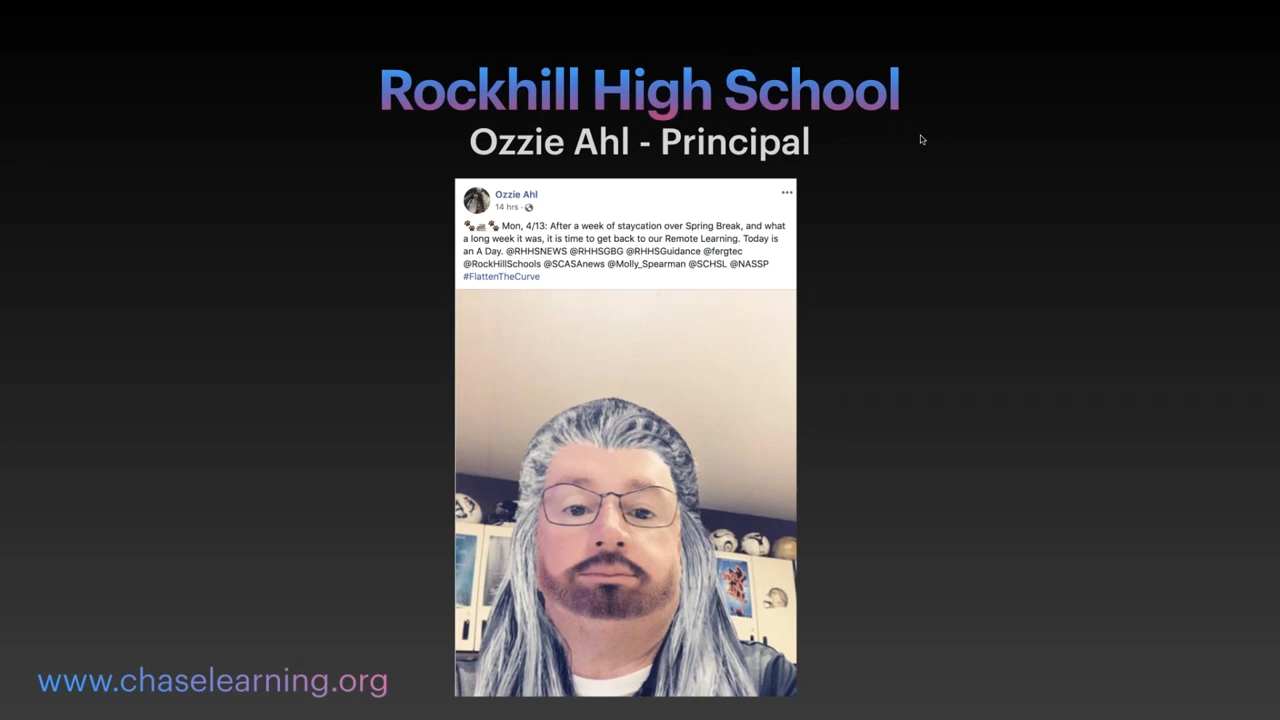 Rockhill High School
Ozzie Ahl - Principal
Ozzie Ahl
14 hrs ·
Mon, 4/13: After a week of staycation over Spring Break, and what
a long week it was, it is time to get back to our Remote Learning. Today is
an A Day. @RHHSNEWS @RHHSGBG @RHHSGuidance @fergtec
@RockHillSchools @SCASAnews @Molly_Spearman @SCHSL @NASSP
#FlattenTheCurve
www.chaselearning.org